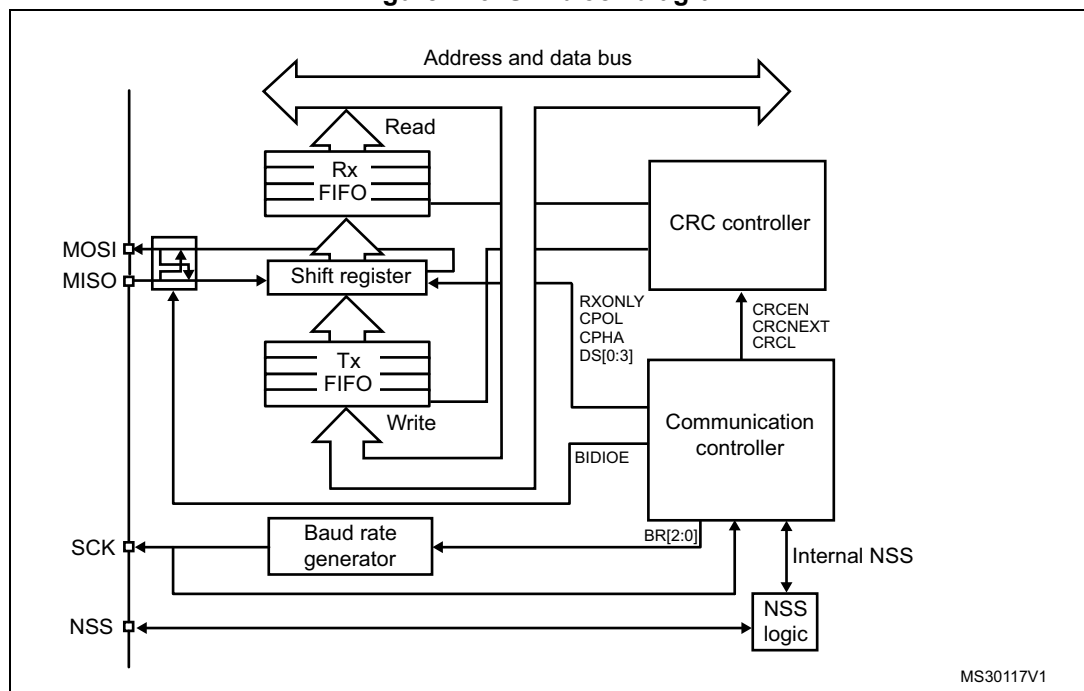 Address and data bus
Read
Rx
FIFO
CRC controller
MOSI
MISO
Shift register
RXONLY
CPOL
CPHA
DS[0:3]
CRCEN
CRCNEXT
CRCL
Tx
FIFO
Write
Communication
controller
BIDIOE
BR[2:0]
SCK
Baud rate
generator
Internal NSS
NSS
NSS
logic
MS30117V1